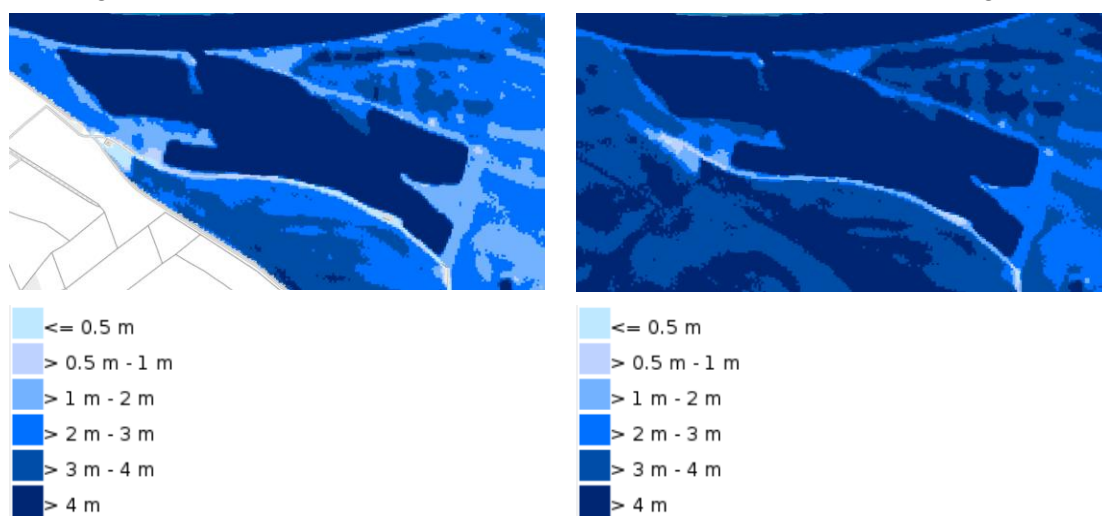 <= 0.5 m
> 0.5 m - 1 m
> 1 m - 2 m
> 2 m - 3 m
> 3 m - 4 m
> 4 m
<= 0.5 m
> 0.5 m - 1 m
> 1 m - 2 m
> 2 m - 3 m
> 3 m - 4 m
> 4 m